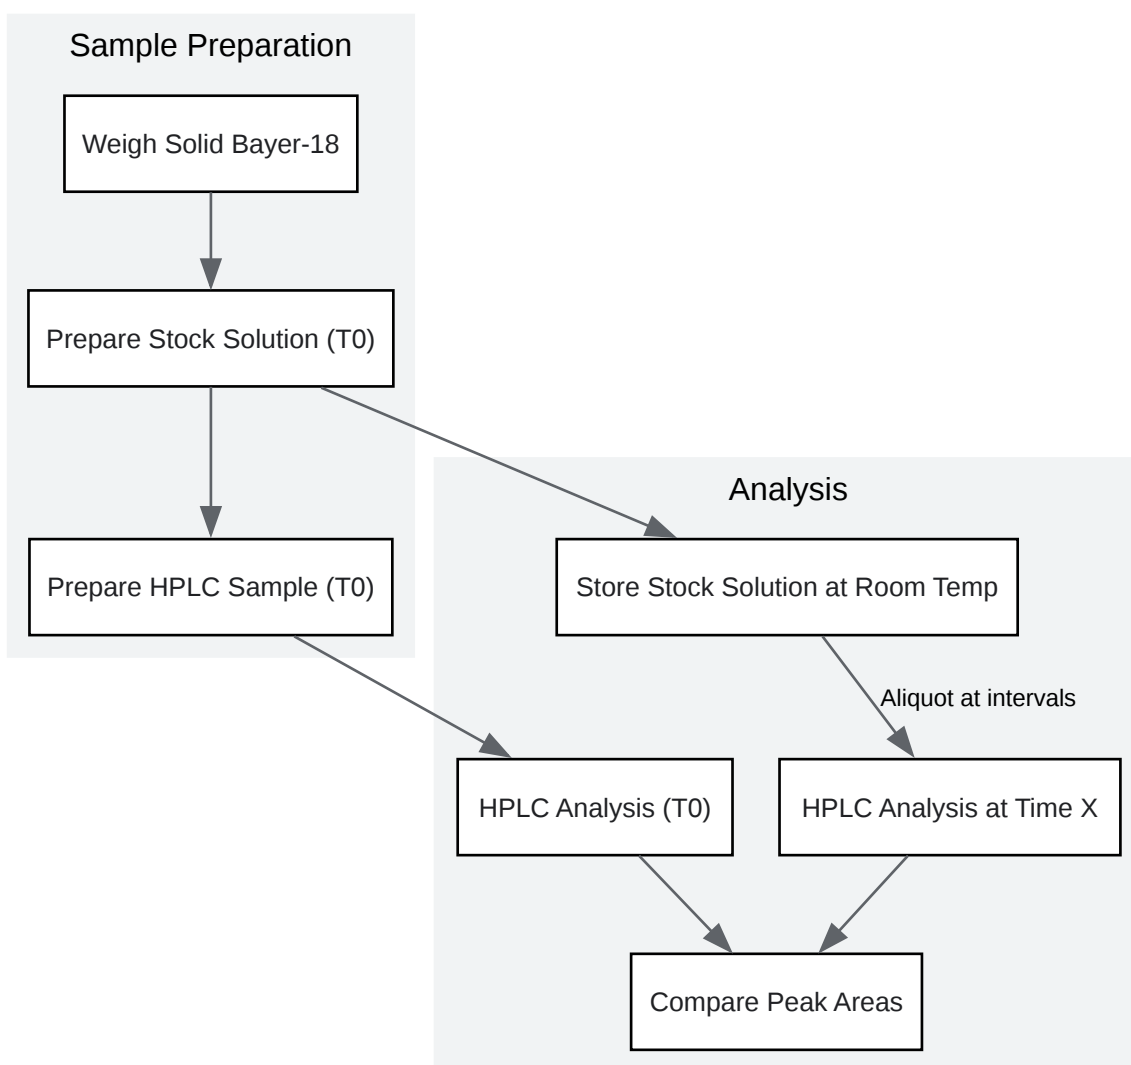 Sample Preparation
Weigh Solid Bayer-18
Prepare Stock Solution (T0)
Prepare HPLC Sample (T0)
Analysis
Store Stock Solution at Room Temp
Aliquot at intervals
HPLC Analysis (T0)
HPLC Analysis at Time X
Compare Peak Areas